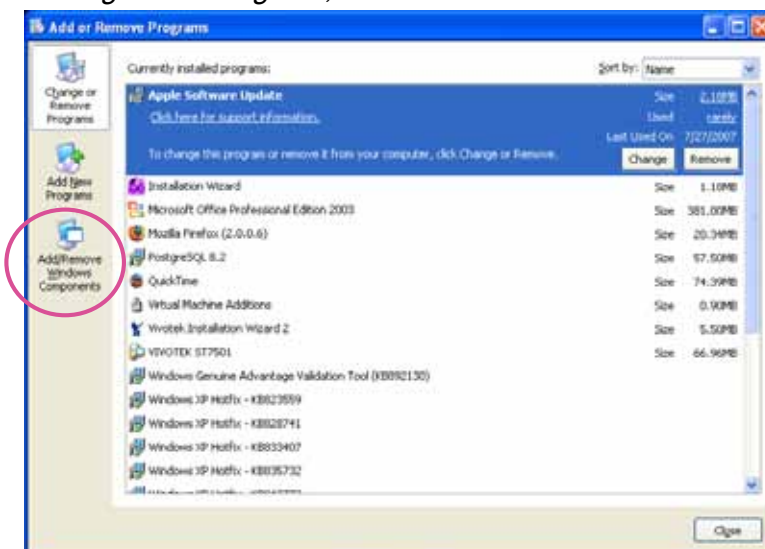 Add or Remove Programs
Change or
Remove
Programs
Add New
Programs
Add/Remove
Windows
Components
Currently installed programs:
Sort by: Name
Apple Software Update
Size 2.10MB
Click here for support information.
Used rarely
Last Used On 7/27/2007
To change this program or remove it from your computer, click Change or Remove.
Change Remove
Installation Wizard Size 1.10MB
Microsoft Office Professional Edition 2003 Size 381.00MB
Mozilla Firefox (2.0.0.6) Size 20.34MB
PostgreSQL 8.2 Size 57.50MB
QuickTime Size 74.39MB
Virtual Machine Additions Size 0.90MB
Vivotek Installation Wizard 2 Size 5.50MB
VIVOTEK ST7501 Size 66.96MB
Windows Genuine Advantage Validation Tool (KB892130)
Windows XP Hotfix - KB823559
Windows XP Hotfix - KB828741
Windows XP Hotfix - KB833407
Windows XP Hotfix - KB835732
Close